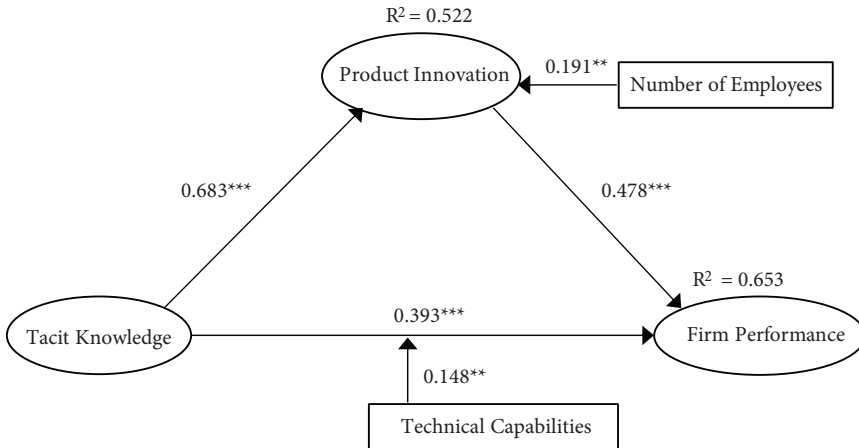 R² = 0.522
Product Innovation
0.191**
Number of Employees
0.683***
0.478***
R² = 0.653
Tacit Knowledge
0.393***
Firm Performance
0.148**
Technical Capabilities